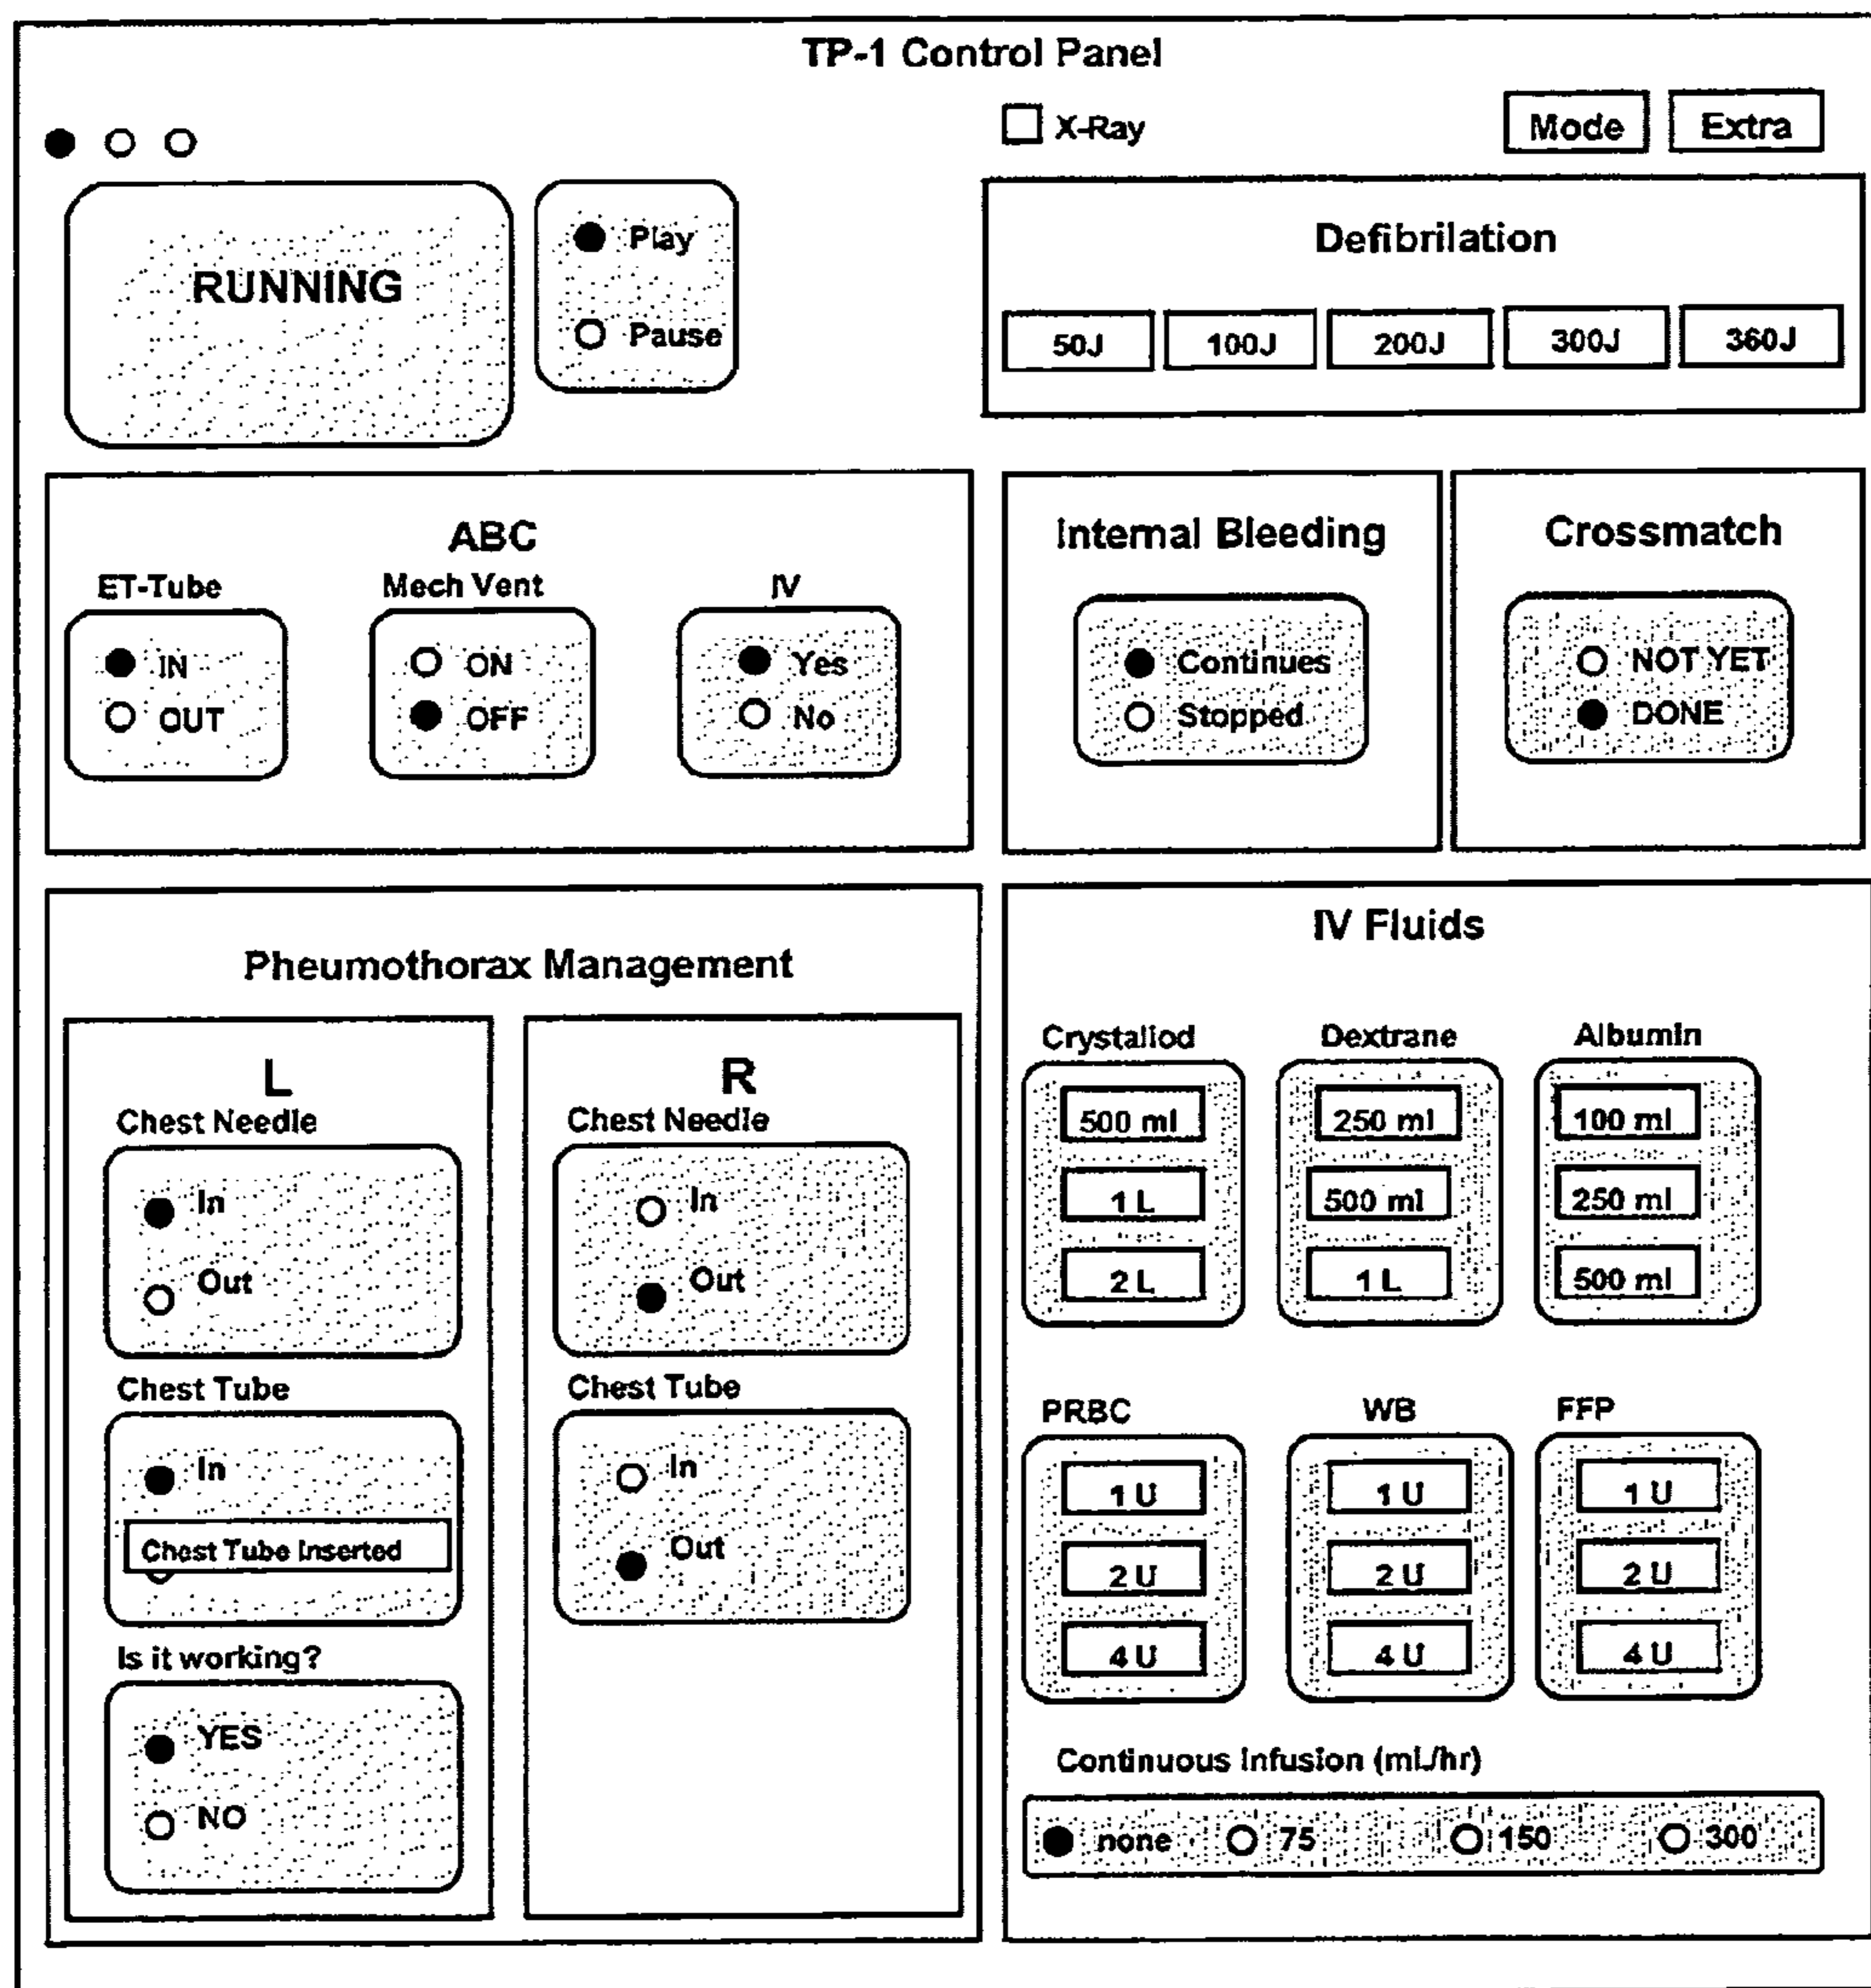 TP-1 Control Panel
X-Ray
Mode
Extra
RUNNING
Play
Pause
Defibrilation
50J 100J 200J 300J 360J
ABC
ET-Tube
IN
OUT
Mech Vent
ON
OFF
IV
Yes
No
Internal Bleeding
Continues
Stopped
Crossmatch
NOT YET
DONE
Pheumothorax Management
L
Chest Needle
In
Out
Chest Tube
In
Chest Tube Inserted
Is it working?
YES
NO
R
Chest Needle
In
Out
Chest Tube
In
Out
IV Fluids
Crystallod
500 ml
1 L
2 L
Dextrane
250 ml
500 ml
1 L
Albumin
100 ml
250 ml
500 ml
PRBC
1 U
2 U
4 U
WB
1 U
2 U
4 U
FFP
1 U
2 U
4 U
Continuous Infusion (mL/hr)
none 75 150 300